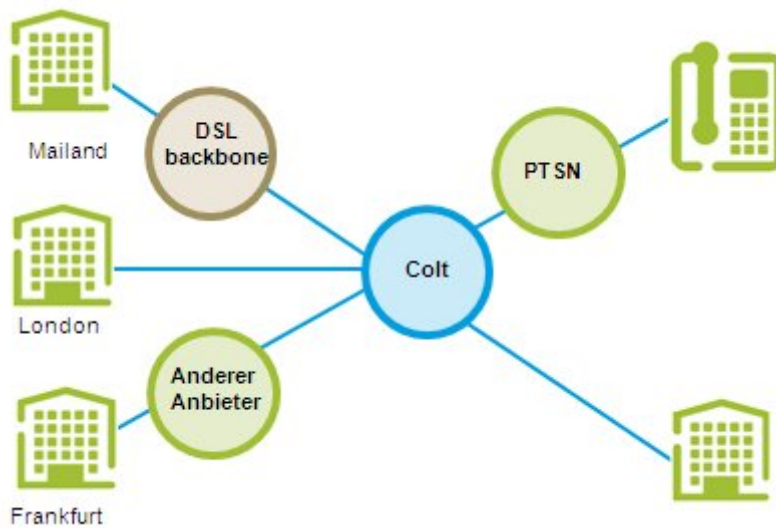 Mailand
DSL
backbone
PTSN
Colt
London
Anderer
Anbieter
Frankfurt